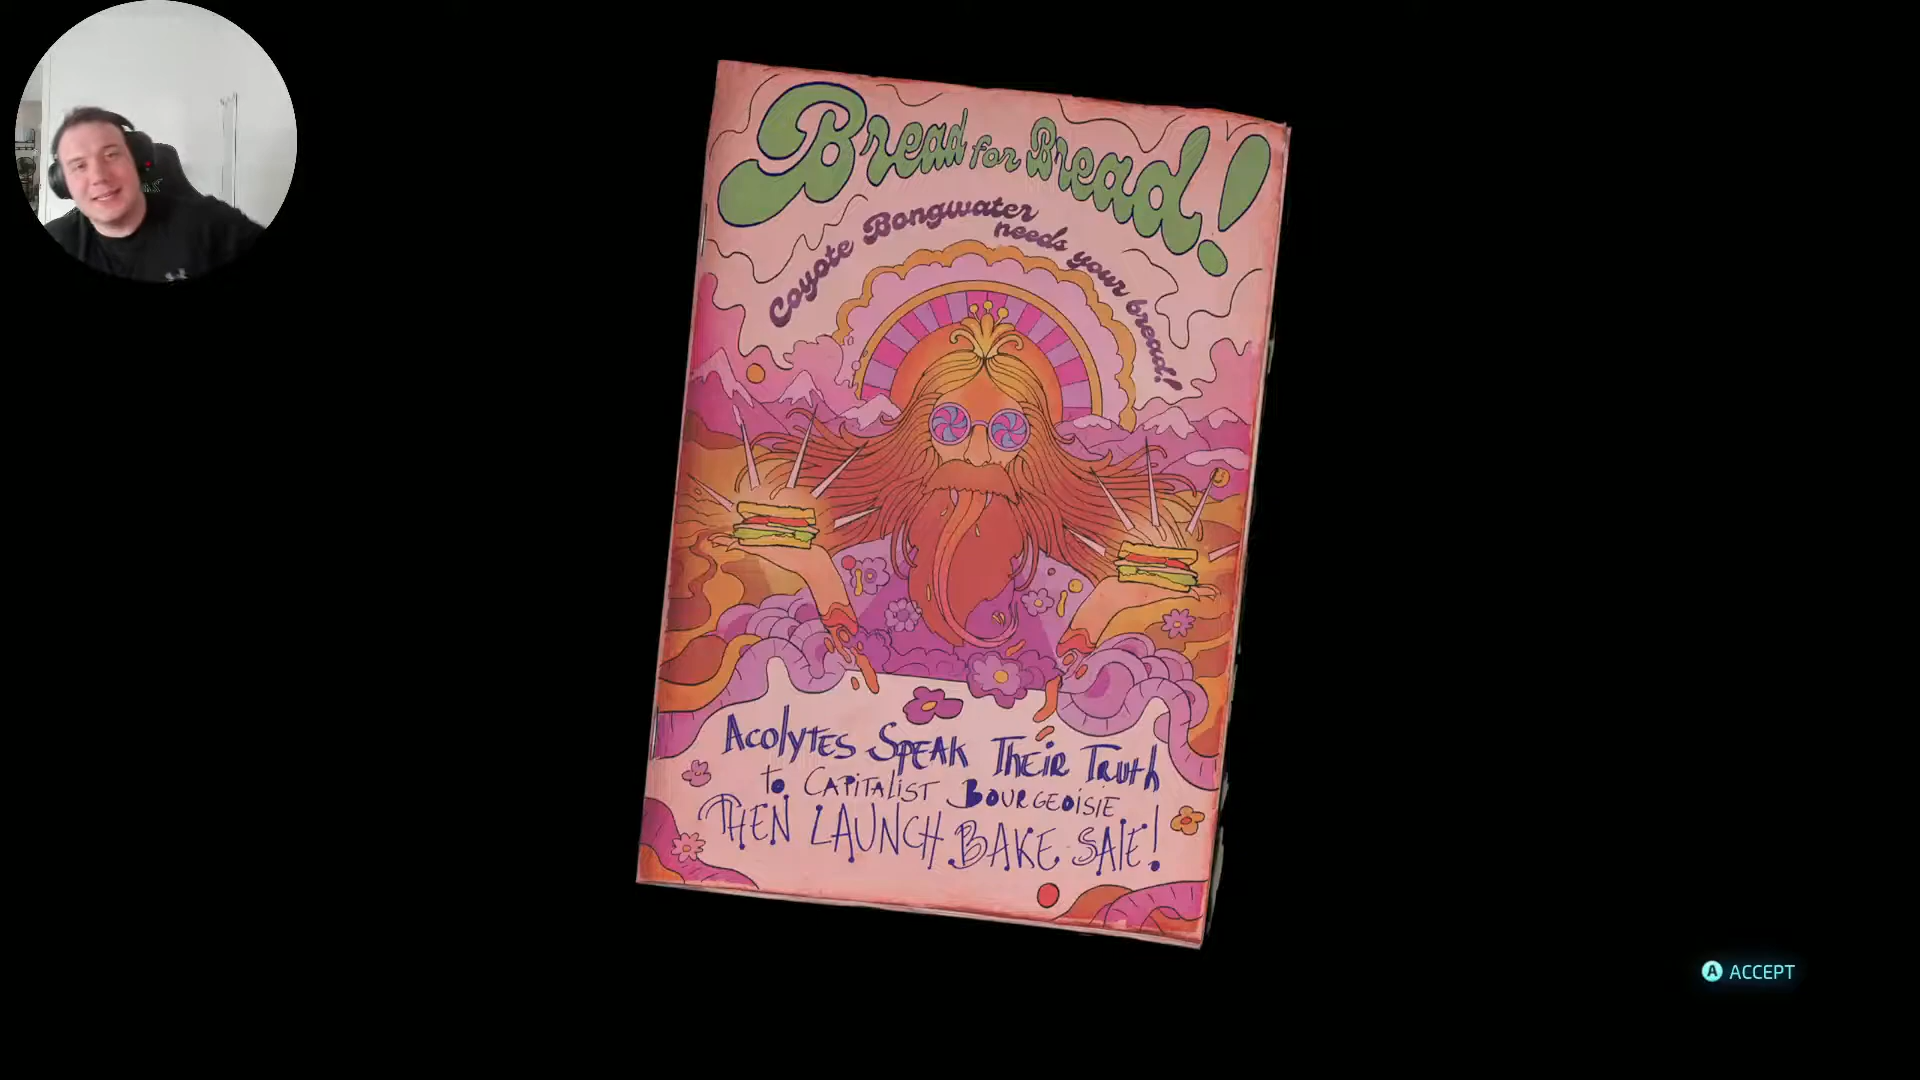 Bread for Bread!
Coyote Bongwater
needs your bread!
Acolytes Speak Their Truth
to Capitalist Bourgeoisie
Then Launch Bake Sale!
A ACCEPT